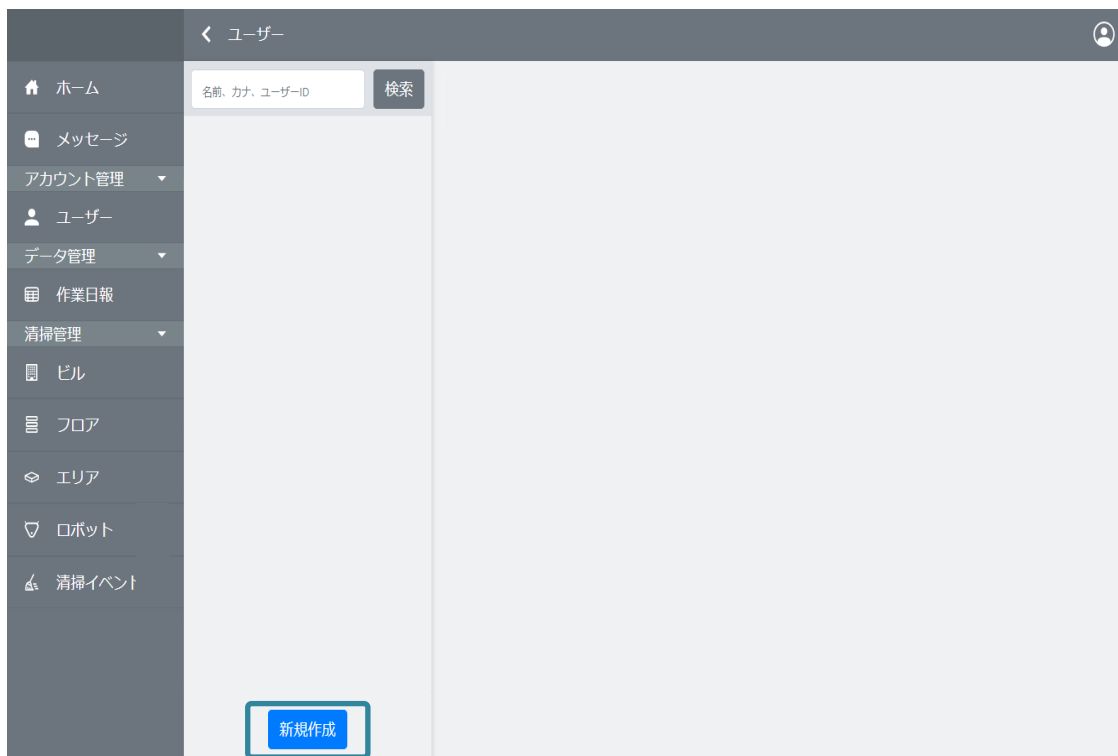 ユーザー
ホーム
メッセージ
アカウント管理
ユーザー
データ管理
作業日報
清掃管理
ビル
フロア
エリア
ロボット
清掃イベント
名前、カナ、ユーザーID
検索
新規作成